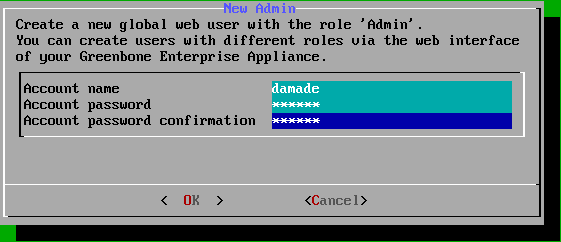 New Admin
Create a new global web user with the role 'Admin'.
You can create users with different roles via the web interface
of your Greenbone Enterprise Appliance.
Account name damade
Account password ******
Account password confirmation ******
< OK > <Cancel>